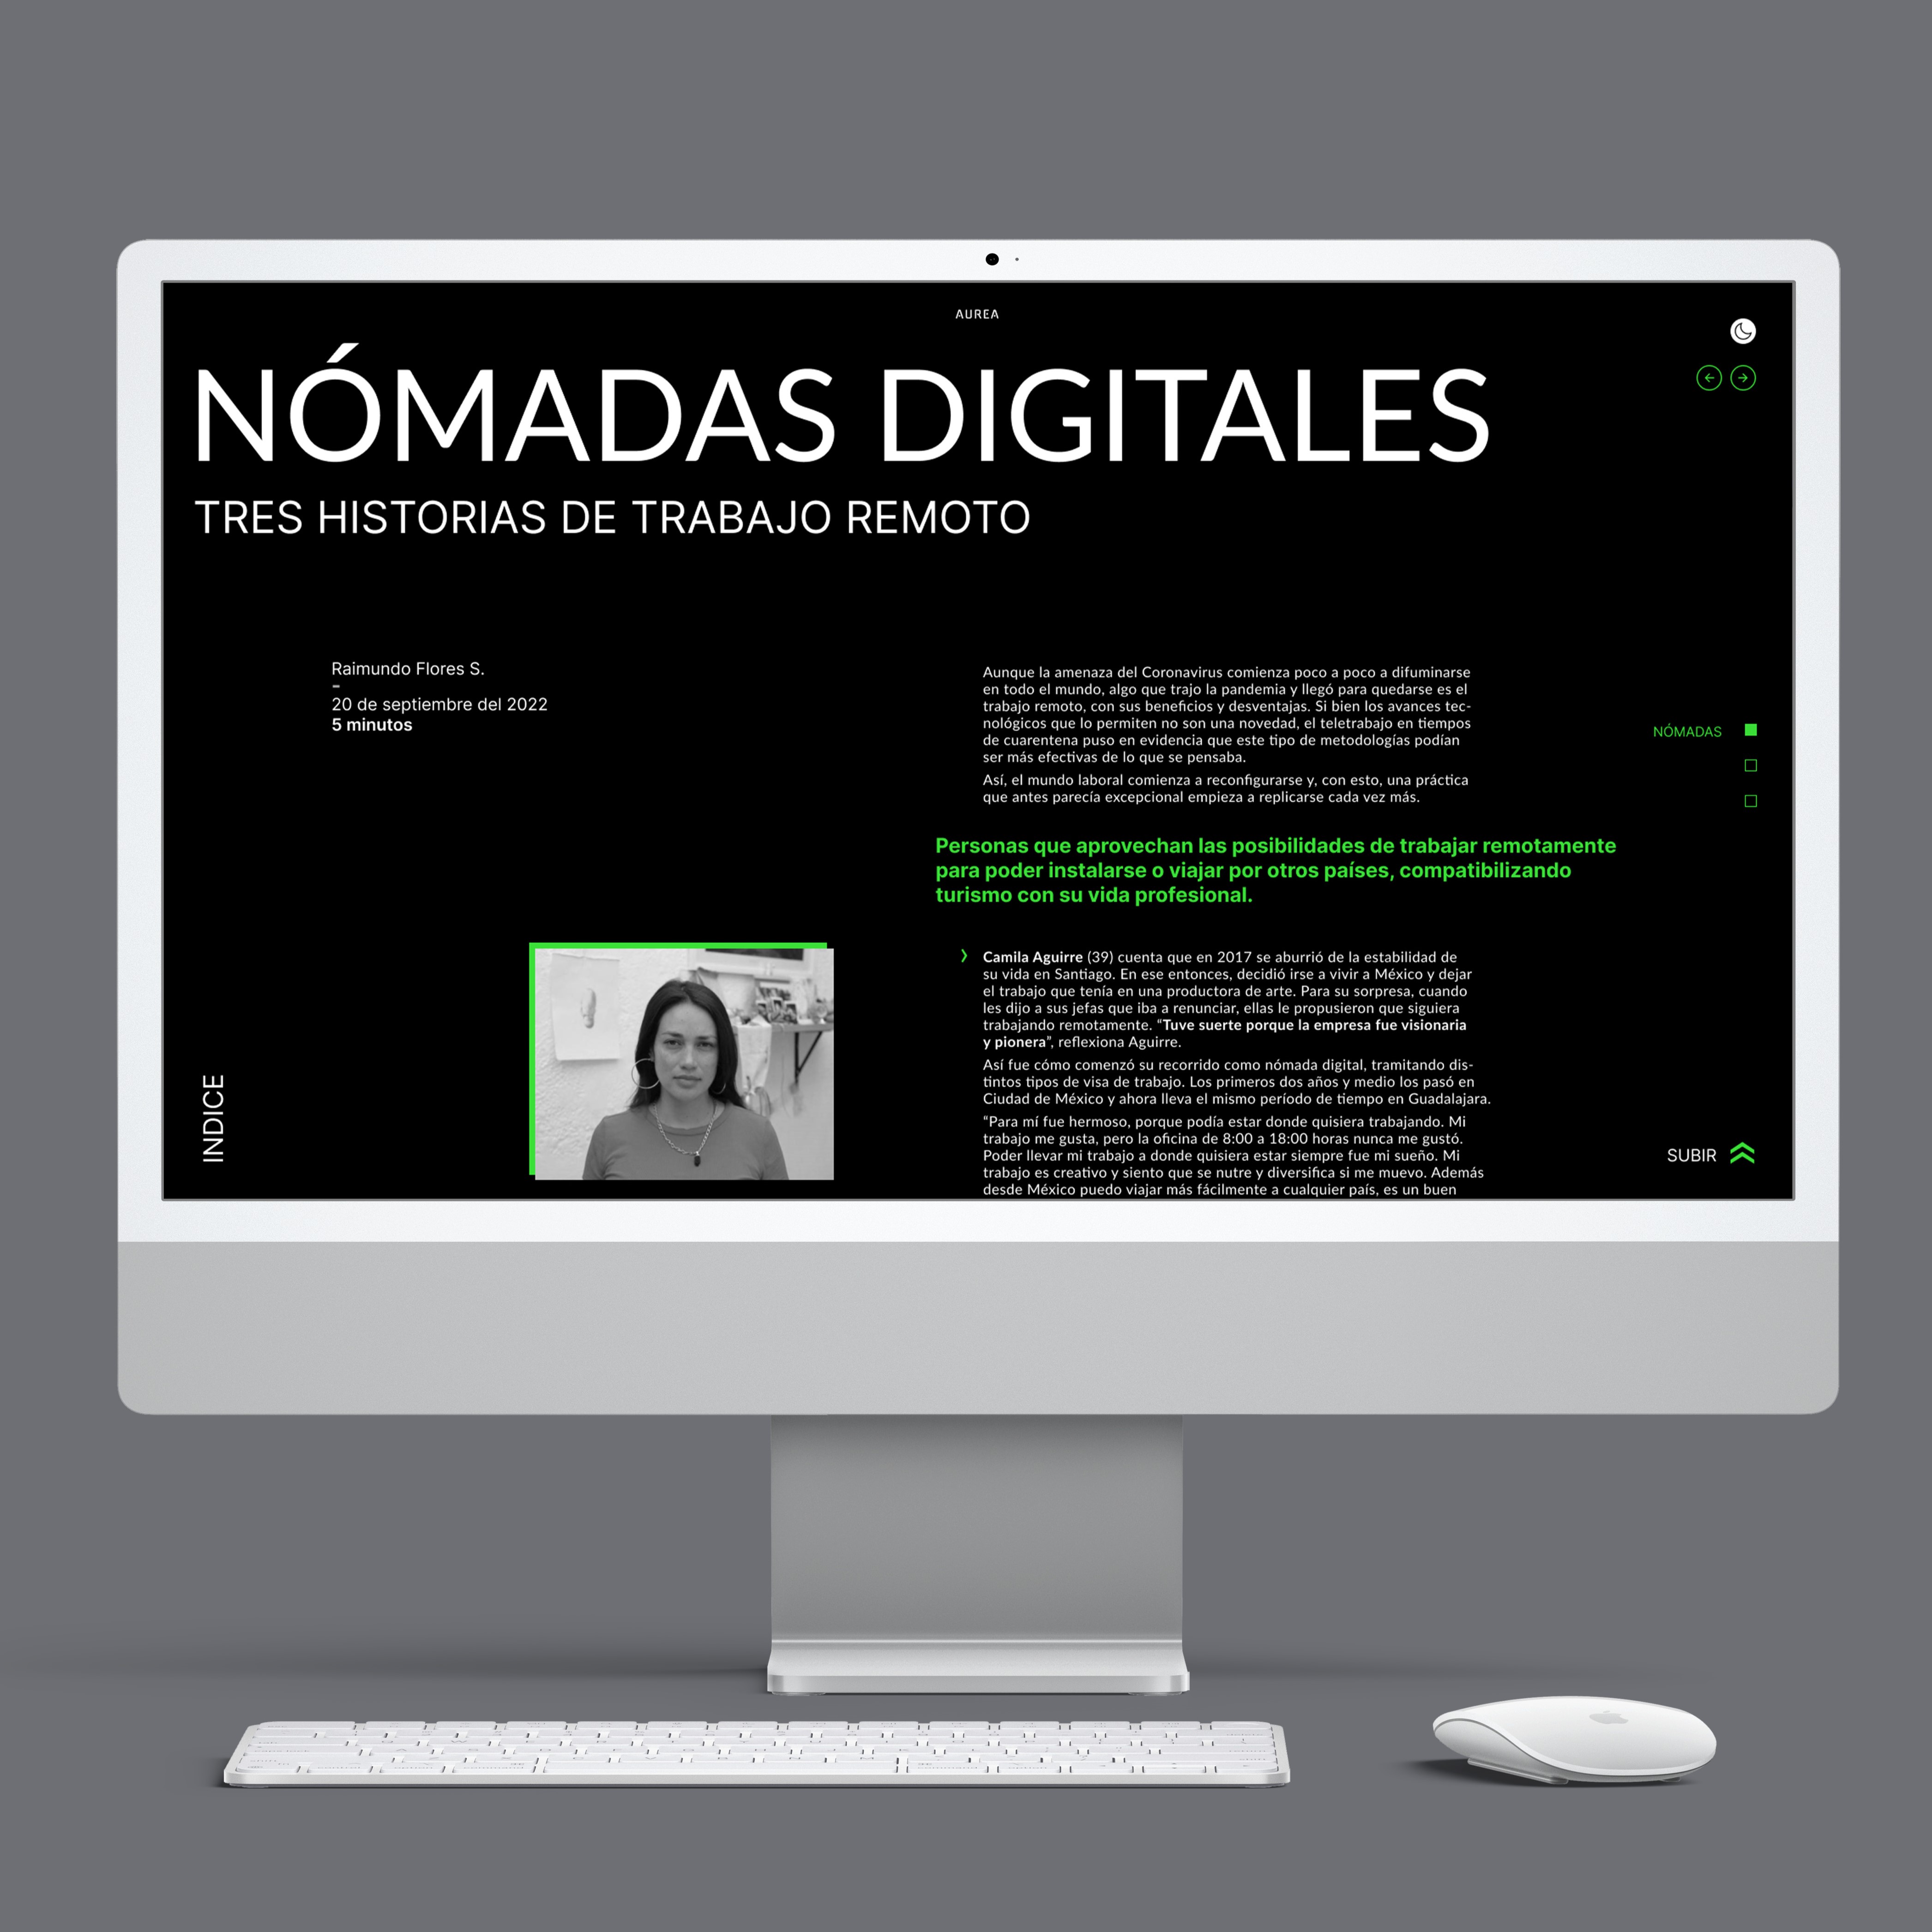 AUREA
NÓMADAS DIGITALES
TRES HISTORIAS DE TRABAJO REMOTO
Raimundo Flores S.
–
20 de septiembre del 2022
5 minutos
Aunque la amenaza del Coronavirus comienza poco a poco a difuminarse
en todo el mundo, algo que trajo la pandemia y llegó para quedarse es el
trabajo remoto, con sus beneficios y desventajas. Si bien los avances tec-
nológicos que lo permiten no son una novedad, el teletrabajo en tiempos
de cuarentena puso en evidencia que este tipo de metodologías podían
ser más efectivas de lo que se pensaba.
Así, el mundo laboral comienza a reconfigurarse y, con esto, una práctica
que antes parecía excepcional empieza a replicarse cada vez más.
NÓMADAS
Personas que aprovechan las posibilidades de trabajar remotamente
para poder instalarse o viajar por otros países, compatibilizando
turismo con su vida profesional.
Camila Aguirre (39) cuenta que en 2017 se aburrió de la estabilidad de
su vida en Santiago. En ese entonces, decidió irse a vivir a México y dejar
el trabajo que tenía en una productora de arte. Para su sorpresa, cuando
les dijo a sus jefas que iba a renunciar, ellas le propusieron que siguiera
trabajando remotamente. “Tuve suerte porque la empresa fue visionaria
y pionera”, reflexiona Aguirre.
Así fue cómo comenzó su recorrido como nómada digital, tramitando dis-
tintos tipos de visa de trabajo. Los primeros dos años y medio los pasó en
Ciudad de México y ahora lleva el mismo período de tiempo en Guadalajara.
“Para mí fue hermoso, porque podía estar donde quisiera trabajando. Mi
trabajo me gusta, pero la oficina de 8:00 a 18:00 horas nunca me gustó.
Poder llevar mi trabajo a donde quisiera estar siempre fue mi sueño. Mi
trabajo es creativo y siento que se nutre y diversifica si me muevo. Además
desde México puedo viajar más fácilmente a cualquier país, es un buen
INDICE
SUBIR